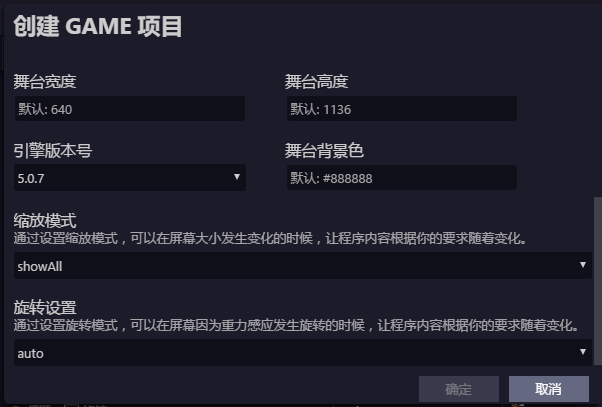 创建 GAME 项目
舞台宽度 舞台高度
默认: 640 默认: 1136
引擎版本号 舞台背景色
5.0.7 默认: #888888
缩放模式
通过设置缩放模式，可以在屏幕大小发生变化的时候，让程序内容根据你的要求随着变化。
showAll
旋转设置
通过设置旋转模式，可以在屏幕因为重力感应发生旋转的时候，让程序内容根据你的要求随着变化。
auto
确定 取消